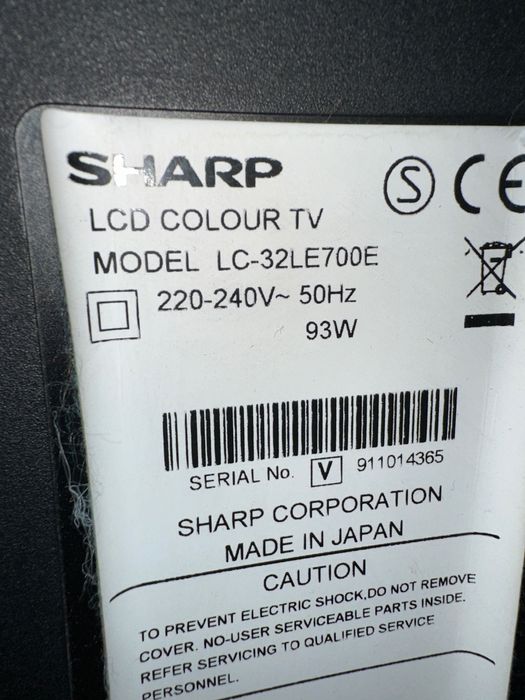 SHARP
S CE
LCD COLOUR TV
MODEL LC-32LE700E
220-240V~ 50Hz
93W
SERIAL No. V 911014365
SHARP CORPORATION
MADE IN JAPAN
CAUTION
TO PREVENT ELECTRIC SHOCK,DO NOT REMOVE
COVER. NO-USER SERVICEABLE PARTS INSIDE.
REFER SERVICING TO QUALIFIED SERVICE
PERSONNEL.